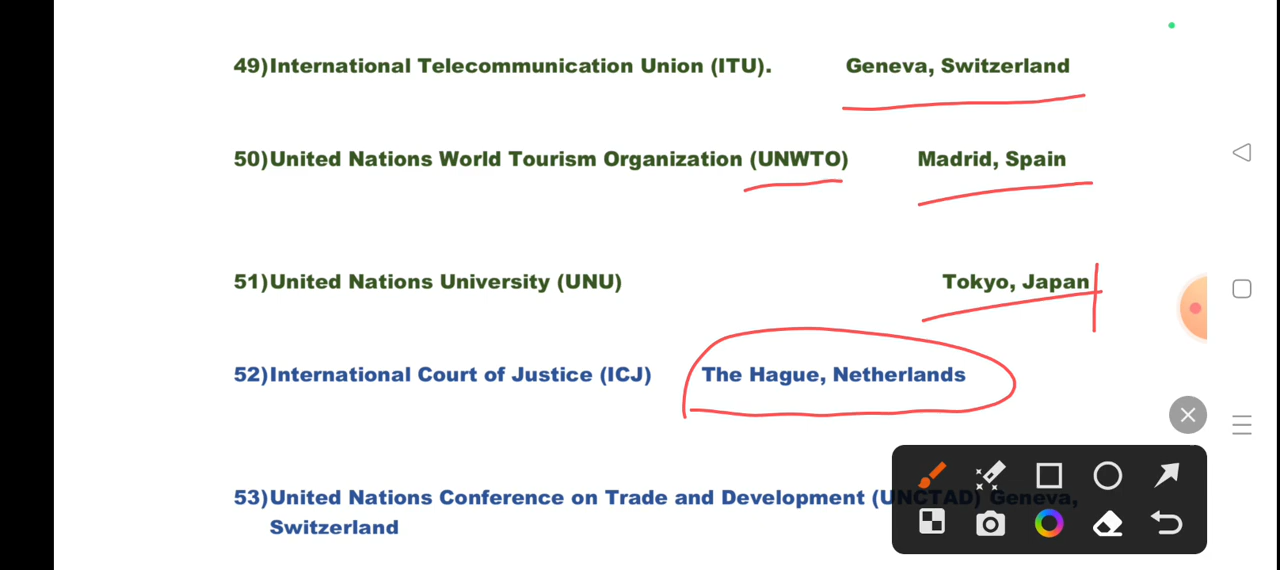 49)International Telecommunication Union (ITU). Geneva, Switzerland
50)United Nations World Tourism Organization (UNWTO) Madrid, Spain
51)United Nations University (UNU) Tokyo, Japan
52)International Court of Justice (ICJ) The Hague, Netherlands
53)United Nations Conference on Trade and Development (UNCTAD) Geneva,
Switzerland